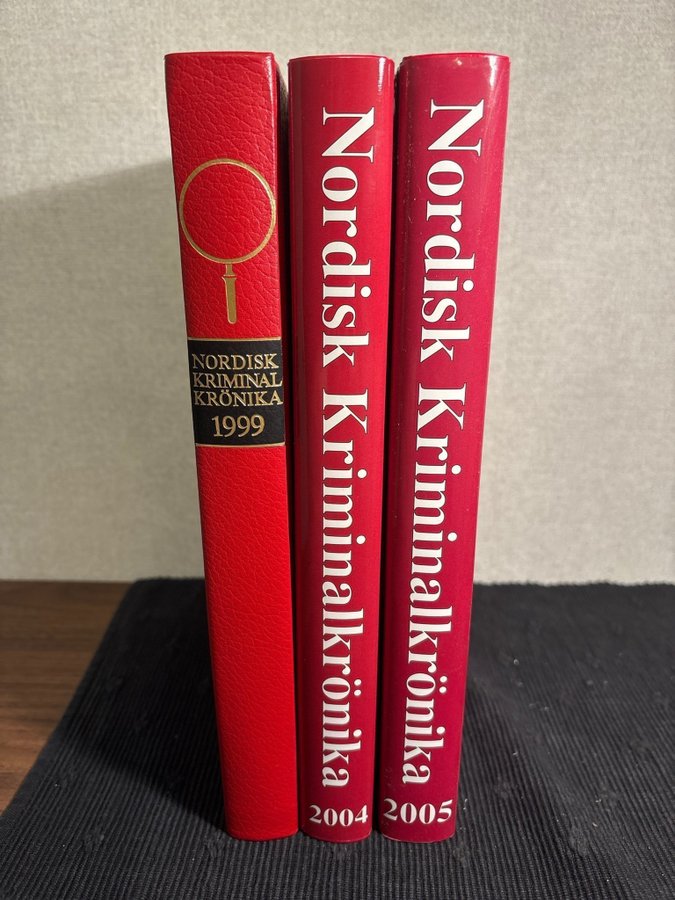 NORDISK
KRIMINAL
KRÖNIKA
1999
Nordisk Kriminalkrönika
2004
Nordisk Kriminalkrönika
2005